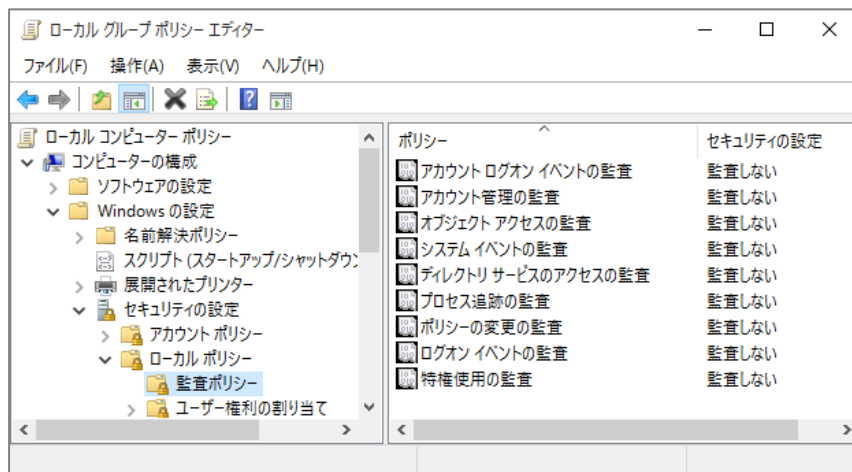 ローカル グループ ポリシー エディター
ファイル(F) 操作(A) 表示(V) ヘルプ(H)
ローカル コンピューター ポリシー
コンピューターの構成
ソフトウェアの設定
Windows の設定
名前解決ポリシー
スクリプト (スタートアップ/シャットダウン
展開されたプリンター
セキュリティの設定
アカウント ポリシー
ローカル ポリシー
監査ポリシー
ユーザー権利の割り当て
ポリシー セキュリティの設定
アカウント ログオン イベントの監査 監査しない
アカウント管理の監査 監査しない
オブジェクト アクセスの監査 監査しない
システム イベントの監査 監査しない
ディレクトリ サービスのアクセスの監査 監査しない
プロセス追跡の監査 監査しない
ポリシーの変更の監査 監査しない
ログオン イベントの監査 監査しない
特権使用の監査 監査しない